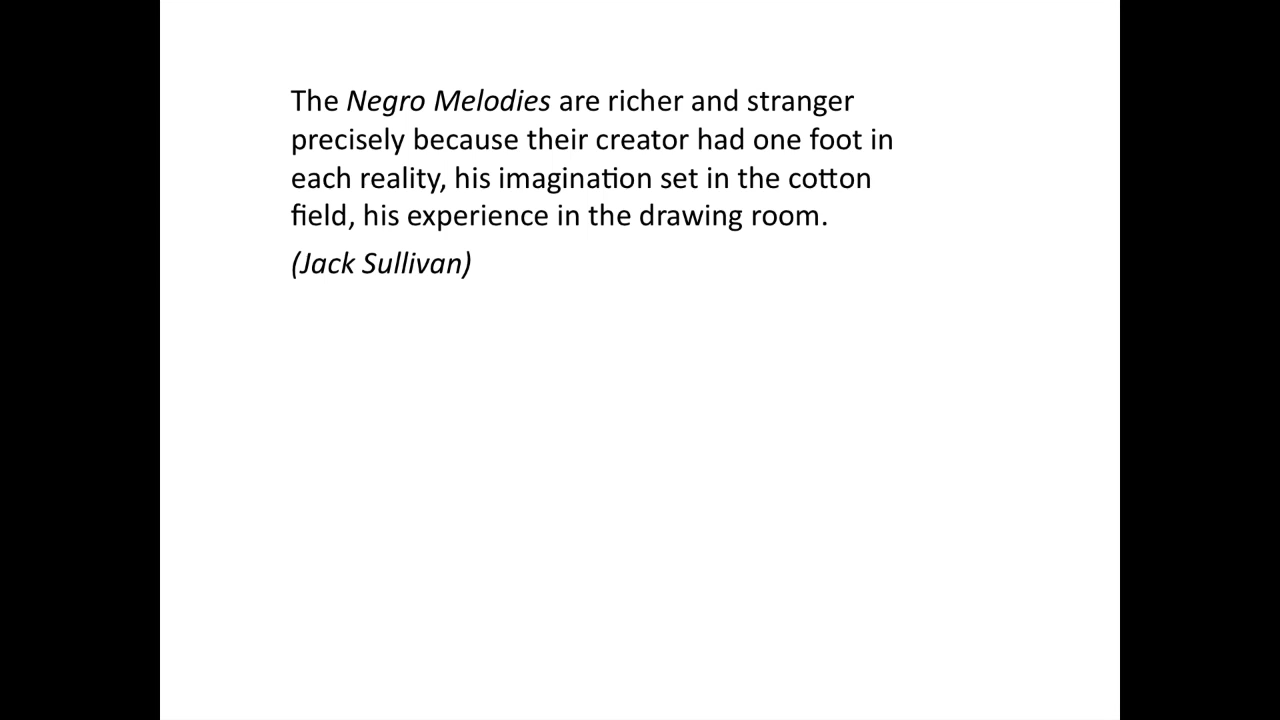 The Negro Melodies are richer and stranger
precisely because their creator had one foot in
each reality, his imagination set in the cotton
field, his experience in the drawing room.
(Jack Sullivan)